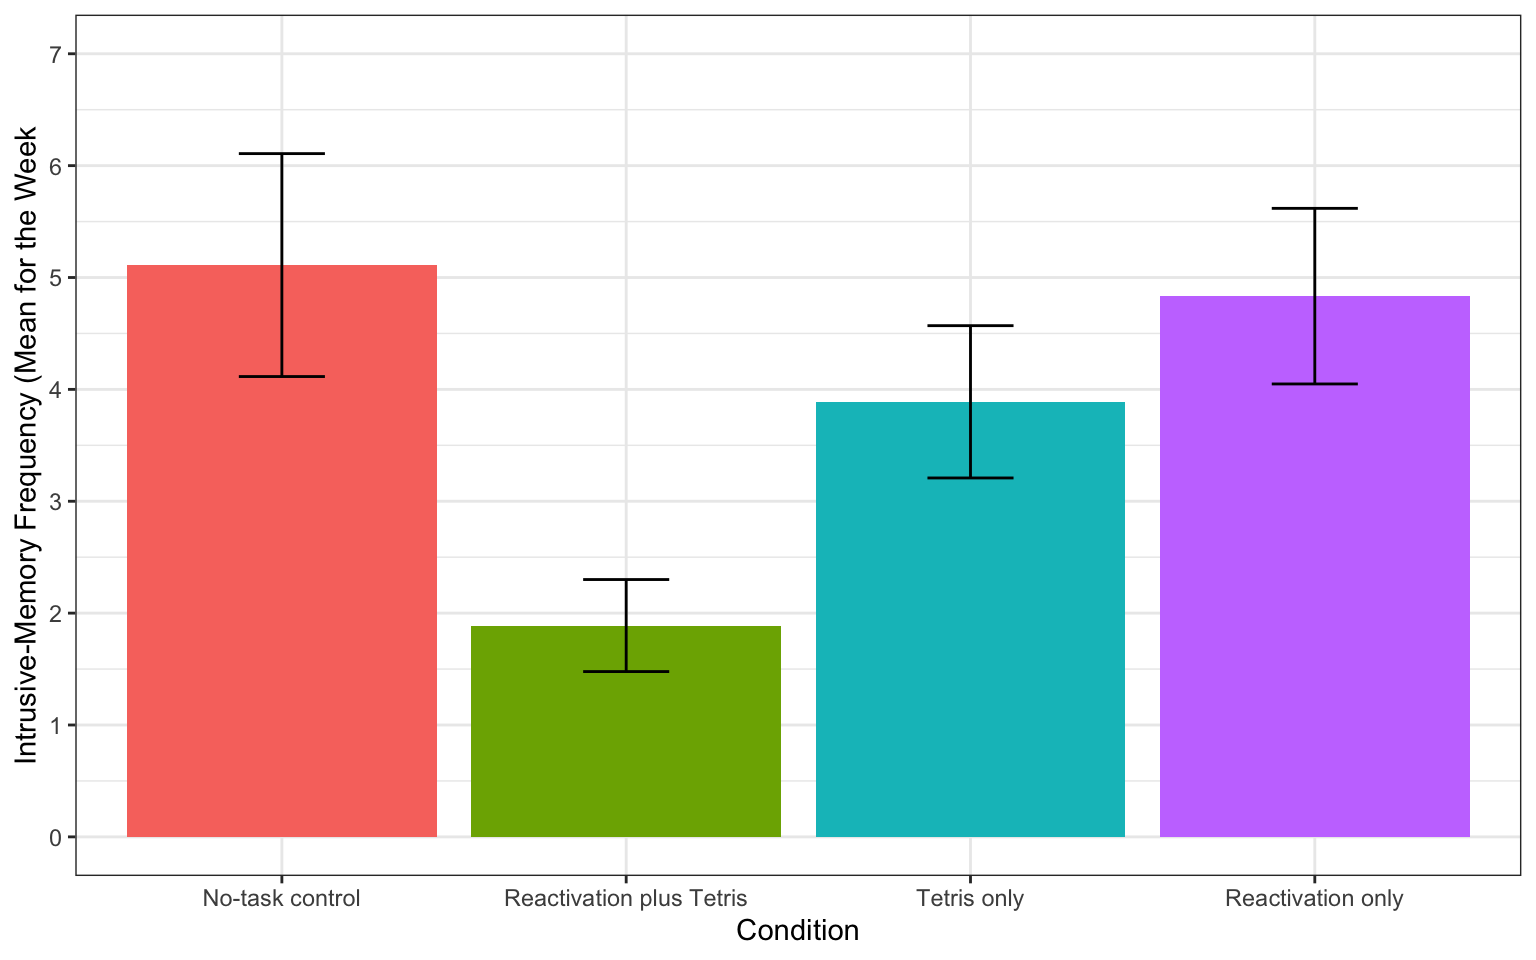 Intrusive-Memory Frequency (Mean for the Week
7
6
5
4
3
2
1
0
No-task control Reactivation plus Tetris Tetris only Reactivation only
Condition